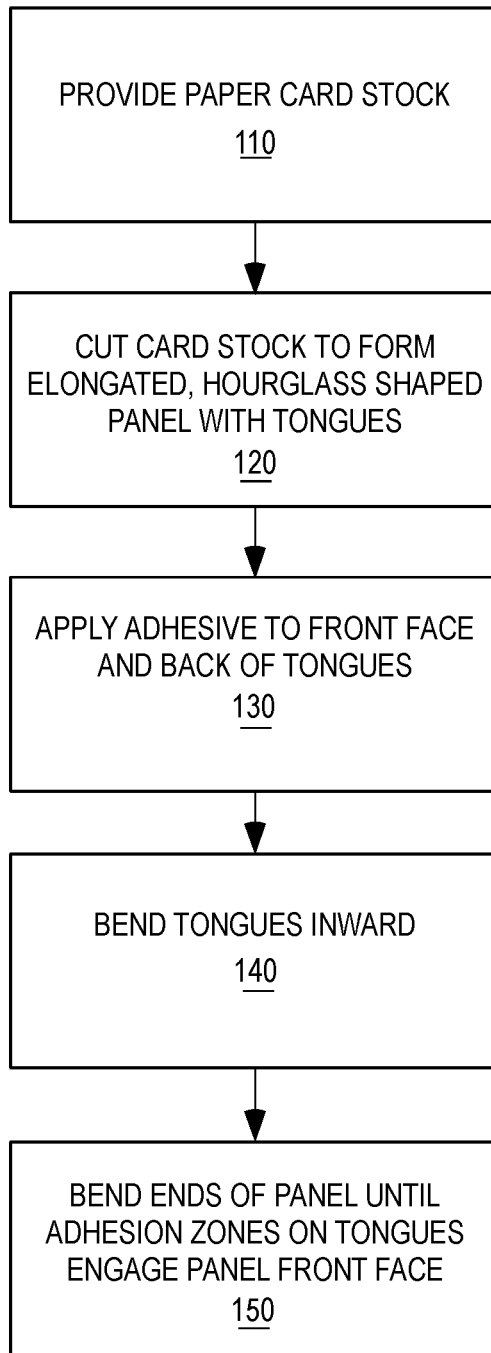 PROVIDE PAPER CARD STOCK
110
CUT CARD STOCK TO FORM
ELONGATED, HOURGLASS SHAPED
PANEL WITH TONGUES
120
APPLY ADHESIVE TO FRONT FACE
AND BACK OF TONGUES
130
BEND TONGUES INWARD
140
BEND ENDS OF PANEL UNTIL
ADHESION ZONES ON TONGUES
ENGAGE PANEL FRONT FACE
150